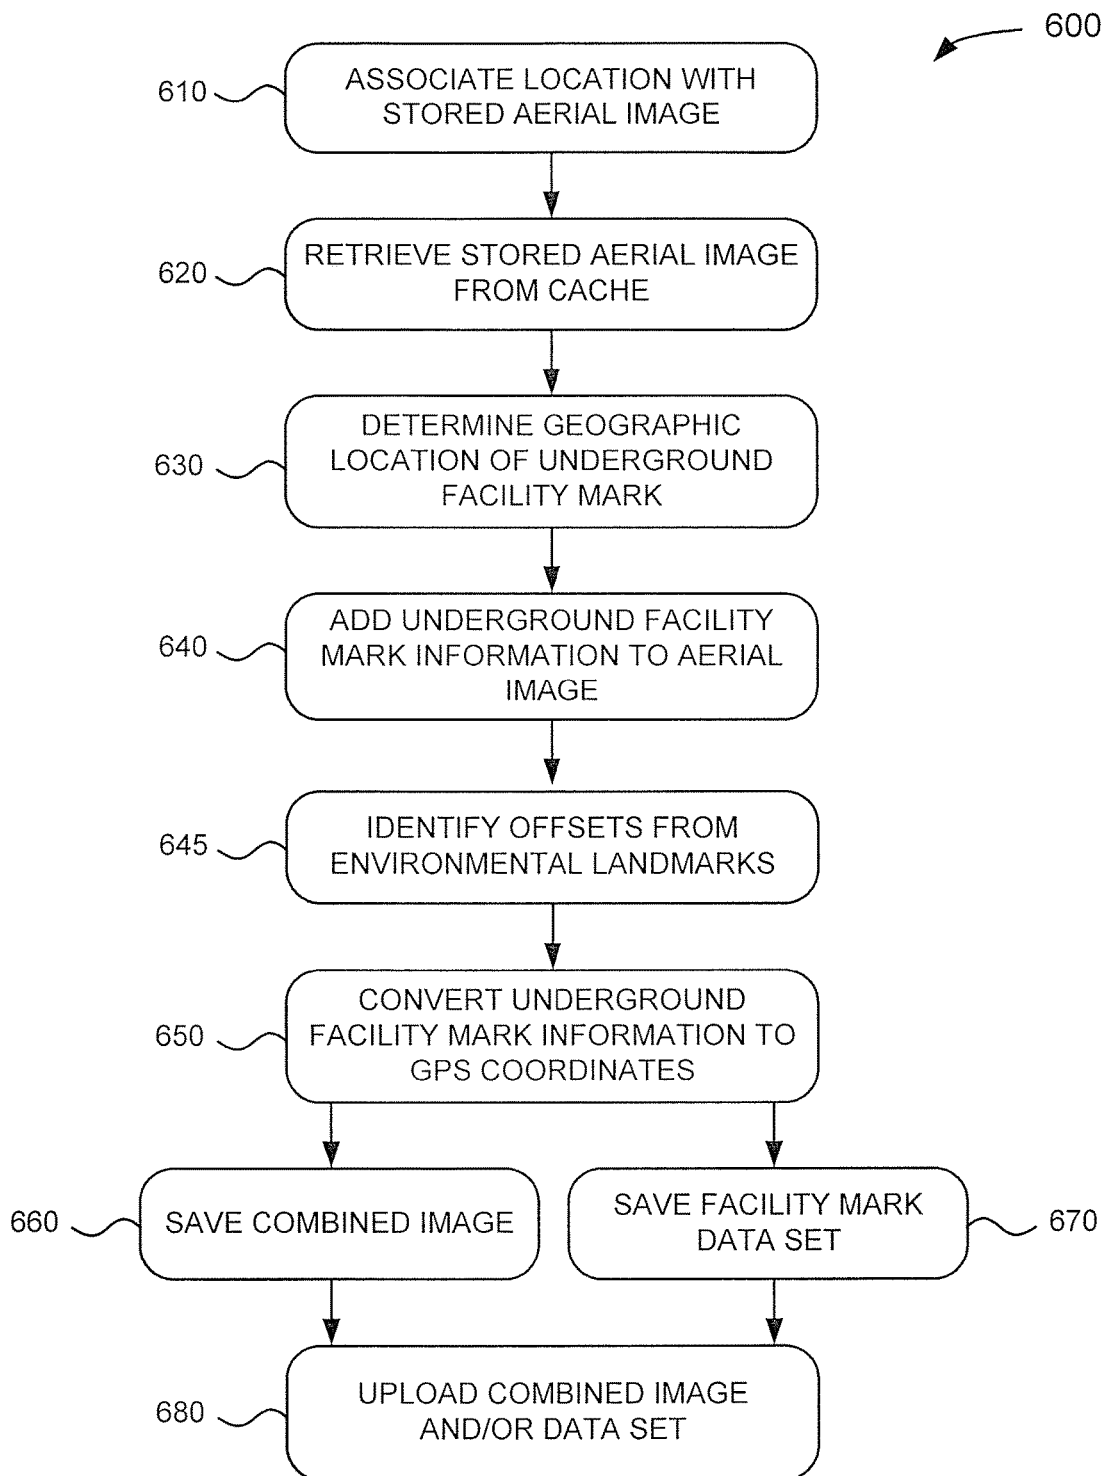 600
610
ASSOCIATE LOCATION WITH
STORED AERIAL IMAGE
620
RETRIEVE STORED AERIAL IMAGE
FROM CACHE
630
DETERMINE GEOGRAPHIC
LOCATION OF UNDERGROUND
FACILITY MARK
640
ADD UNDERGROUND FACILITY
MARK INFORMATION TO AERIAL
IMAGE
645
IDENTIFY OFFSETS FROM
ENVIRONMENTAL LANDMARKS
650
CONVERT UNDERGROUND
FACILITY MARK INFORMATION TO
GPS COORDINATES
660
SAVE COMBINED IMAGE
SAVE FACILITY MARK
DATA SET
670
680
UPLOAD COMBINED IMAGE
AND/OR DATA SET